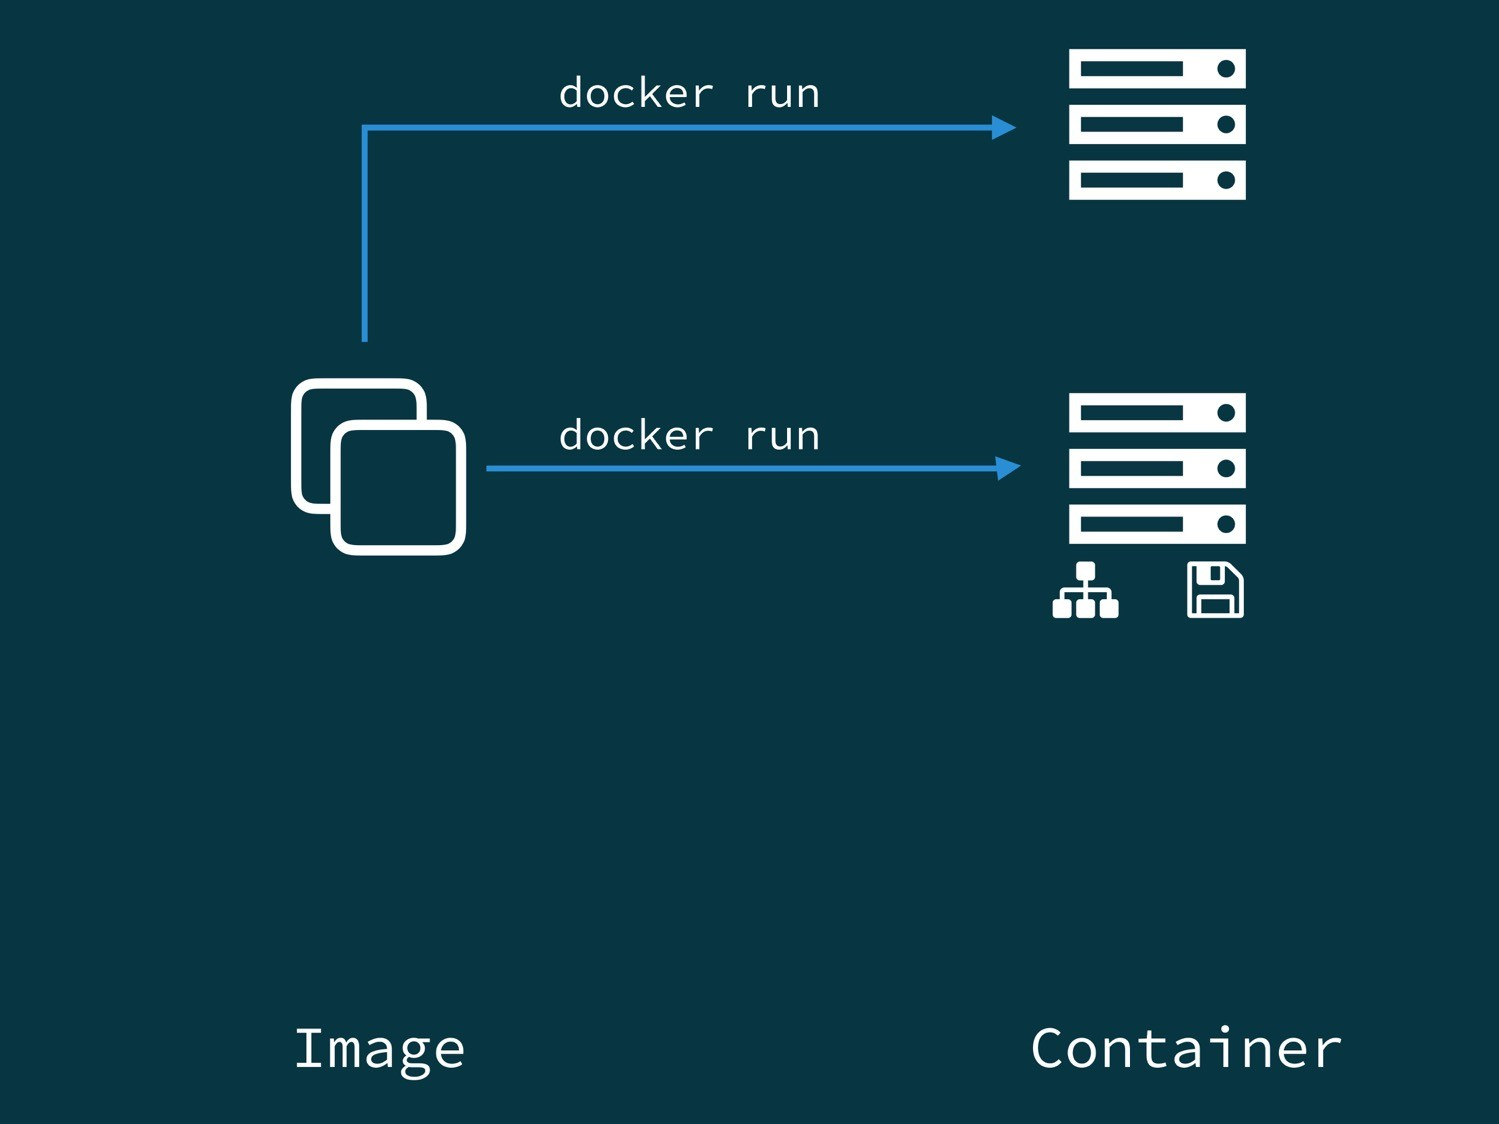 docker run
docker run
Image
Container